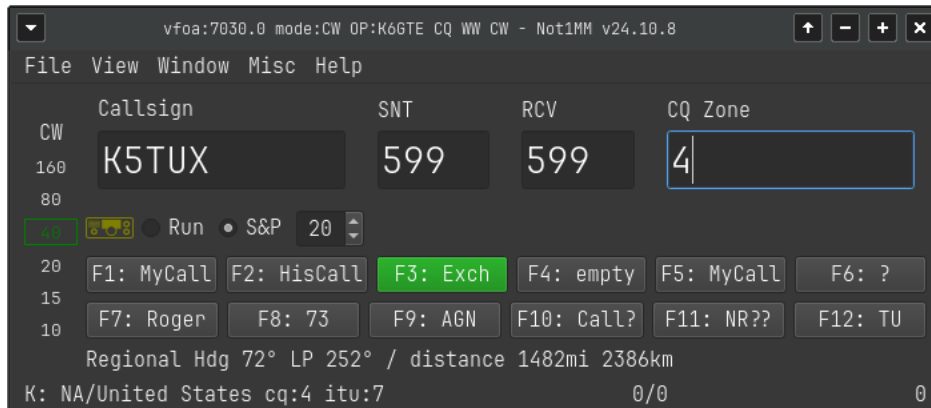 vfoa:7030.0 mode:CW OP:K6GTE CQ WW CW - Not1MM v24.10.8
File View Window Misc Help
Callsign SNT RCV CQ Zone
CW
K5TUX 599 599 4
160
80
40 Run S&P 20
20 F1: MyCall F2: HisCall F3: Exch F4: empty F5: MyCall F6: ?
15
10 F7: Roger F8: 73 F9: AGN F10: Call? F11: NR?? F12: TU
Regional Hdg 72° LP 252° / distance 1482mi 2386km
K: NA/United States cq:4 itu:7 0/0 0